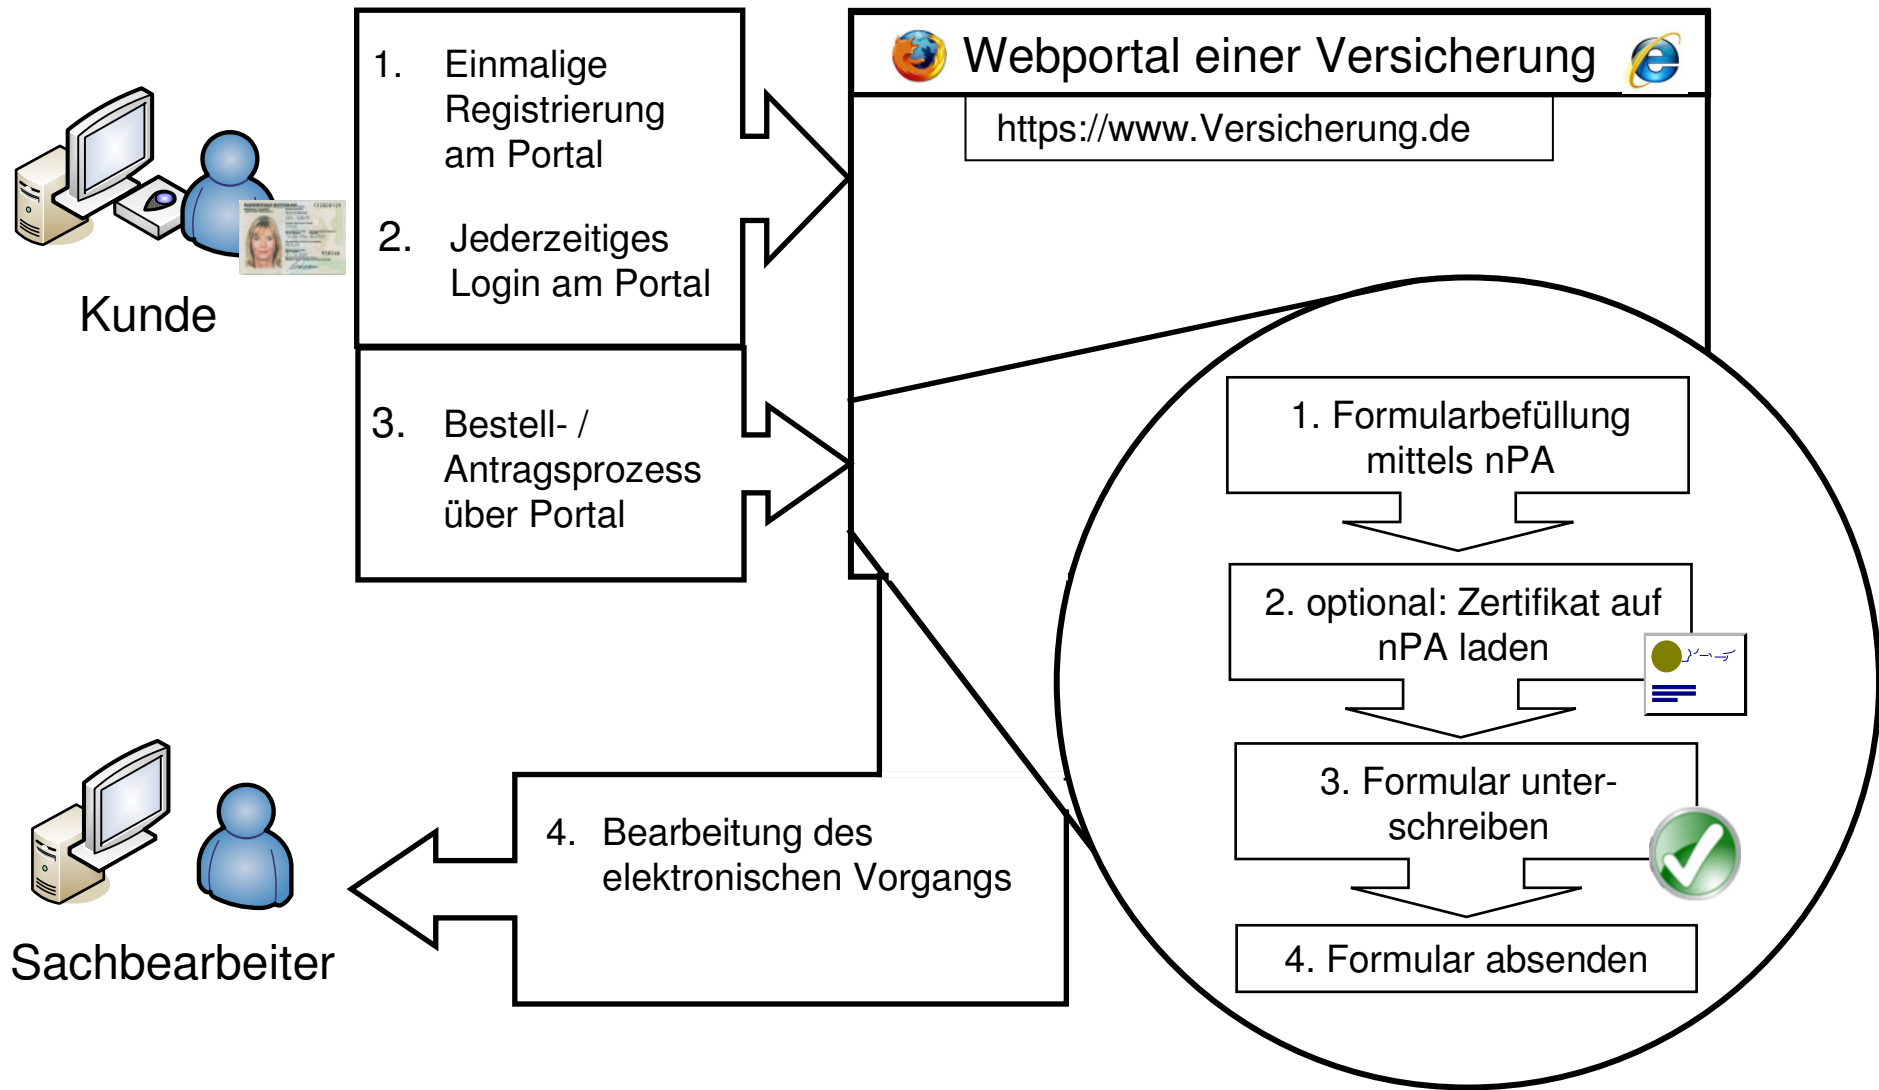 Kunde
1. Einmalige
Registrierung
am Portal
2. Jederzeitiges
Login am Portal
3. Bestell- /
Antragsprozess
über Portal
Webportal einer Versicherung
https://www.Versicherung.de
1. Formularbefüllung
mittels nPA
2. optional: Zertifikat auf
nPA laden
3. Formular unter-
schreiben
4. Formular absenden
4. Bearbeitung des
elektronischen Vorgangs
Sachbearbeiter